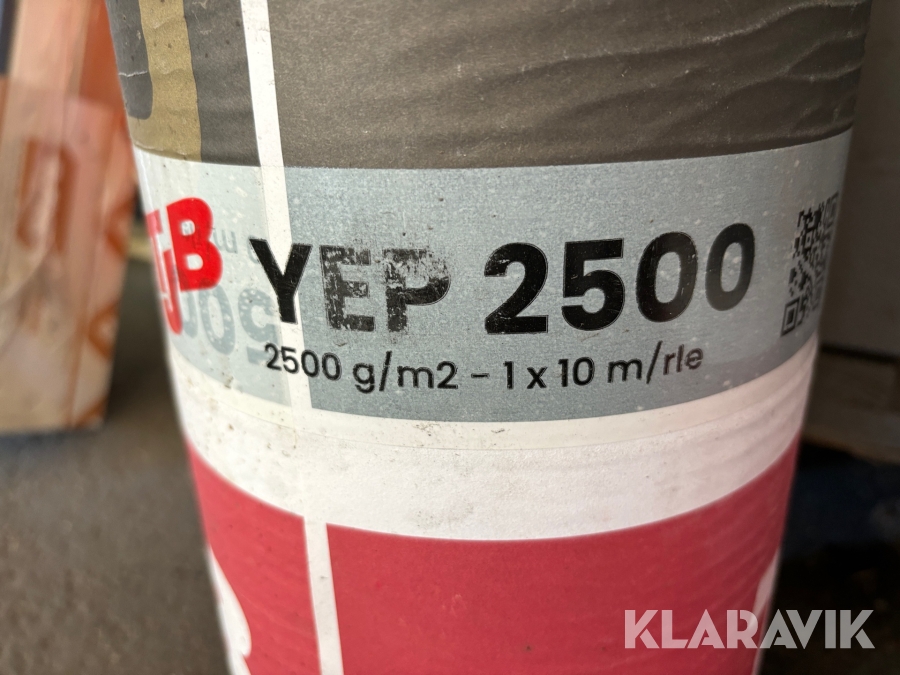 YEP 2500
2500 g/m2 - 1 x 10 m/rle
KLARAVIK